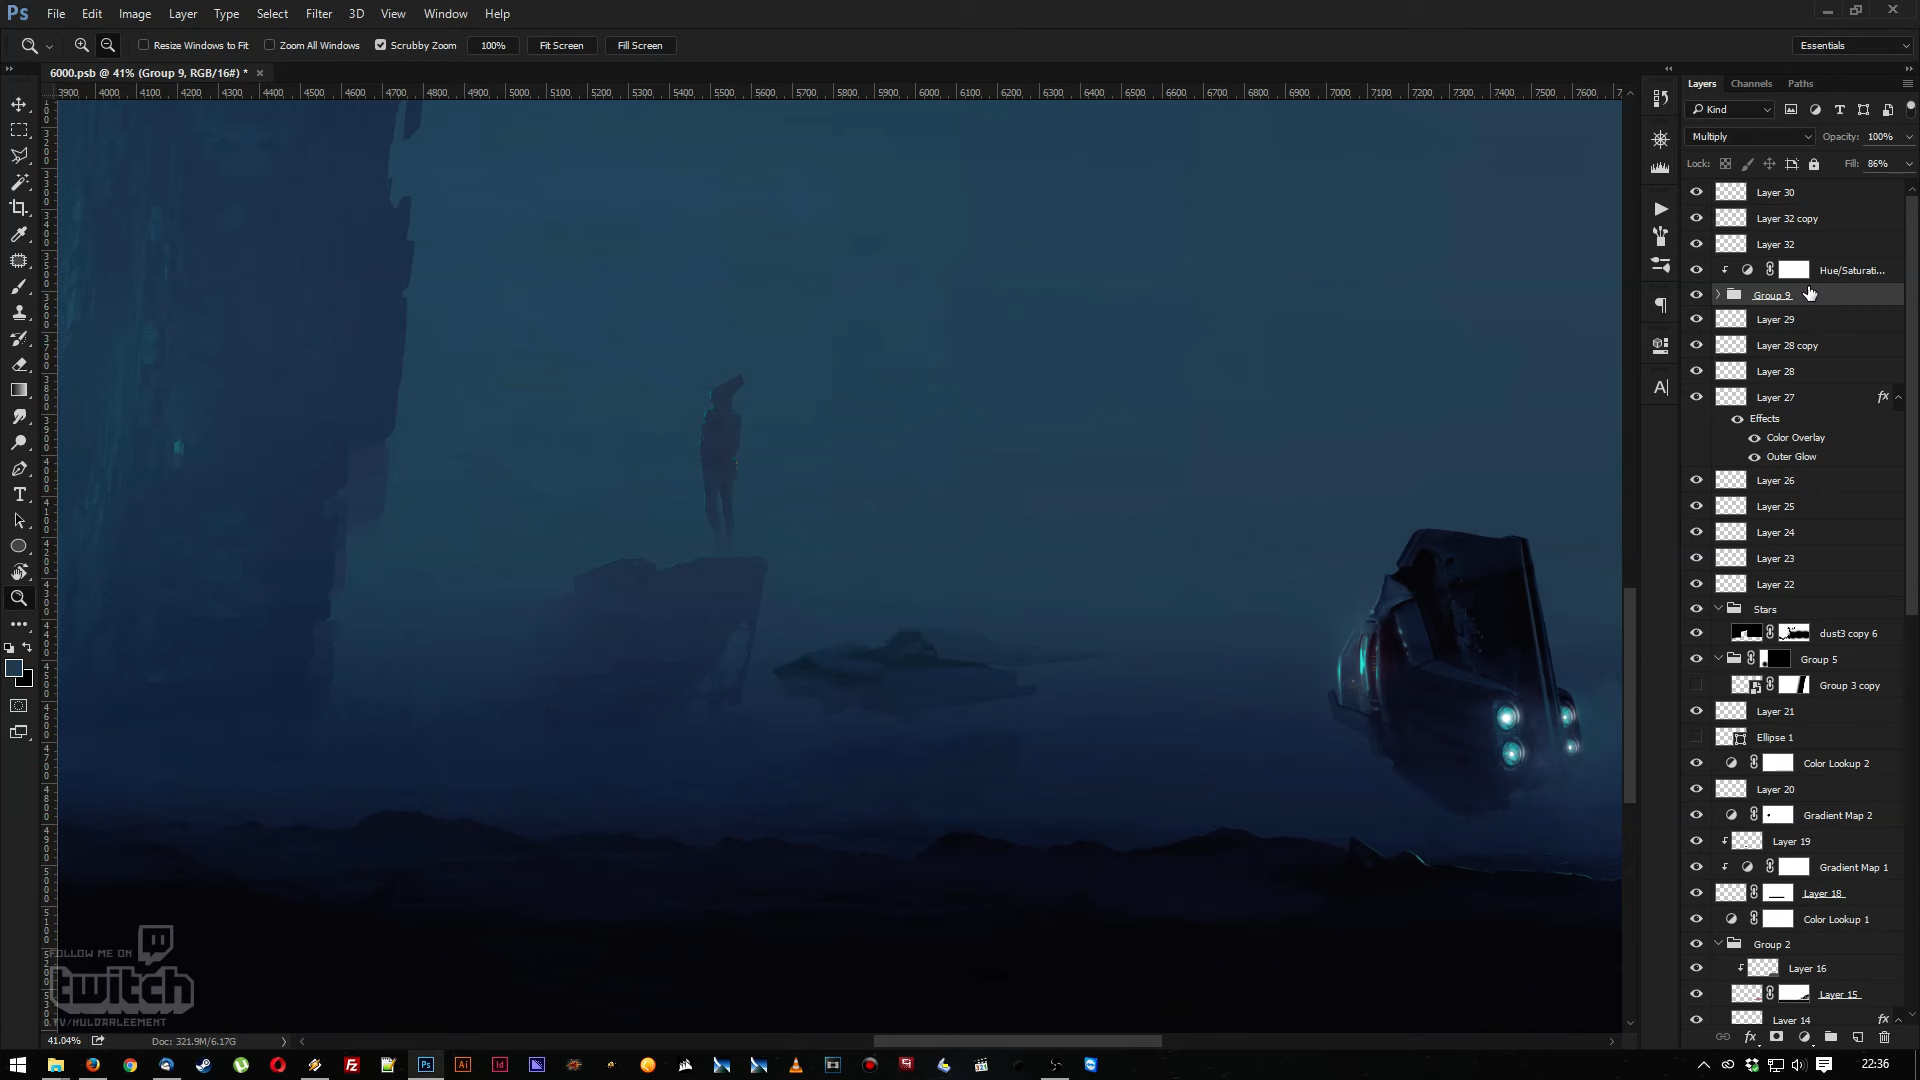 Ps File Edit Image Layer Type Select Filter 3D View Window Help
Resize Windows to Fit Zoom All Windows Scrubby Zoom 100% Fit Screen Fill Screen Essentials
6000.psb @ 41% (Group 9, RGB/16#) *
Layers Channels Paths
3900 4000 4100 4200 4300 4400 4500 4600 4700 4800 4900 5000 5100 5200 5300 5400 5500 5600 5700 5800 5900 6000 6100 6200 6300 6400 6500 6600 6700 6800 6900 7000 7100 7200 7300 7400 7500 7600
Kind
Multiply Opacity: 100%
Lock: Fill: 86%
Layer 30
Layer 32 copy
Layer 32
Hue/Saturati...
Group 9
Layer 29
Layer 28 copy
Layer 28
Layer 27 fx
Effects
Color Overlay
Outer Glow
Layer 26
Layer 25
Layer 24
Layer 23
Layer 22
Stars
dust3 copy 6
Group 5
Group 3 copy
Layer 21
Ellipse 1
Color Lookup 2
Layer 20
Gradient Map 2
Layer 19
Gradient Map 1
Layer 18
Color Lookup 1
Group 2
Layer 16
Layer 15
Layer 14 fx
FOLLOW ME ON
twitch
TV/KULDARLEEMENT
41.04% Doc: 321.9M/6.17G
22:36